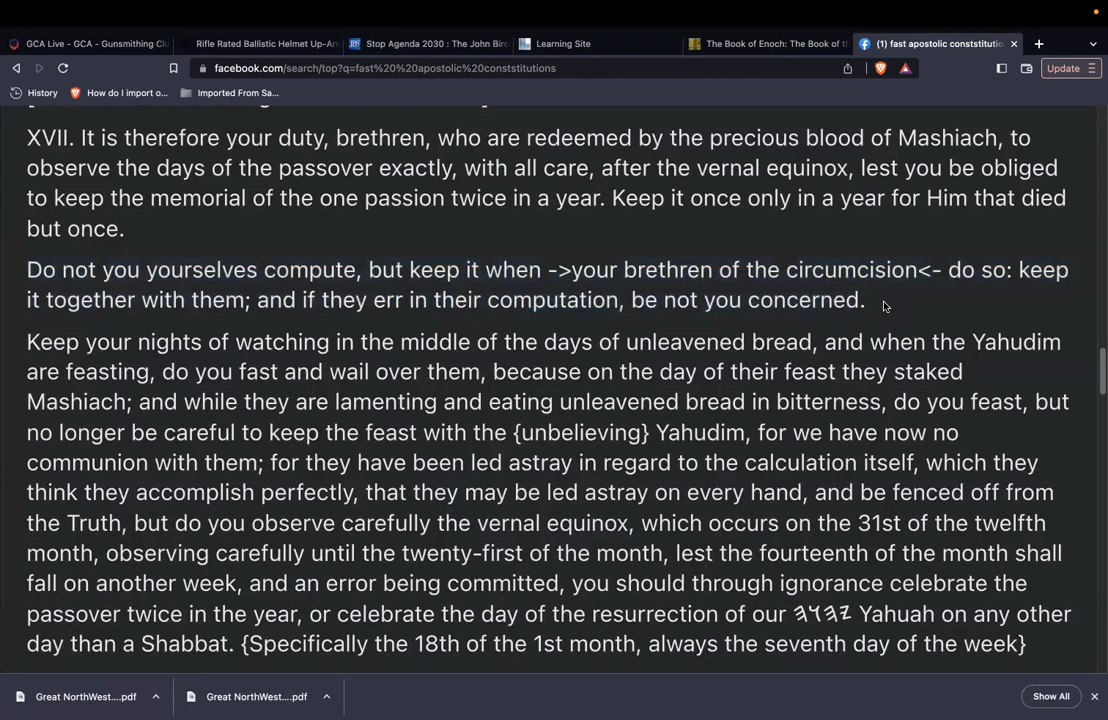 GCA Live - GCA - Gunsmithing Clu
Rifle Rated Ballistic Helmet Up-Ar
Stop Agenda 2030 : The John Birc
Learning Site
The Book of Enoch: The Book of th
(1) fast apostolic conststitutio
facebook.com/search/top?q=fast%20%20apostolic%20conststitutions
Update
History
How do I import o...
Imported From Sa...
XVII. It is therefore your duty, brethren, who are redeemed by the precious blood of Mashiach, to
observe the days of the passover exactly, with all care, after the vernal equinox, lest you be obliged
to keep the memorial of the one passion twice in a year. Keep it once only in a year for Him that died
but once.
Do not you yourselves compute, but keep it when ->your brethren of the circumcision<- do so: keep
it together with them; and if they err in their computation, be not you concerned.
Keep your nights of watching in the middle of the days of unleavened bread, and when the Yahudim
are feasting, do you fast and wail over them, because on the day of their feast they staked
Mashiach; and while they are lamenting and eating unleavened bread in bitterness, do you feast, but
no longer be careful to keep the feast with the {unbelieving} Yahudim, for we have now no
communion with them; for they have been led astray in regard to the calculation itself, which they
think they accomplish perfectly, that they may be led astray on every hand, and be fenced off from
the Truth, but do you observe carefully the vernal equinox, which occurs on the 31st of the twelfth
month, observing carefully until the twenty-first of the month, lest the fourteenth of the month shall
fall on another week, and an error being committed, you should through ignorance celebrate the
passover twice in the year, or celebrate the day of the resurrection of our 𐤉𐤄𐤅𐤄 Yahuah on any other
day than a Shabbat. {Specifically the 18th of the 1st month, always the seventh day of the week}
Great NorthWest....pdf
Great NorthWest....pdf
Show All